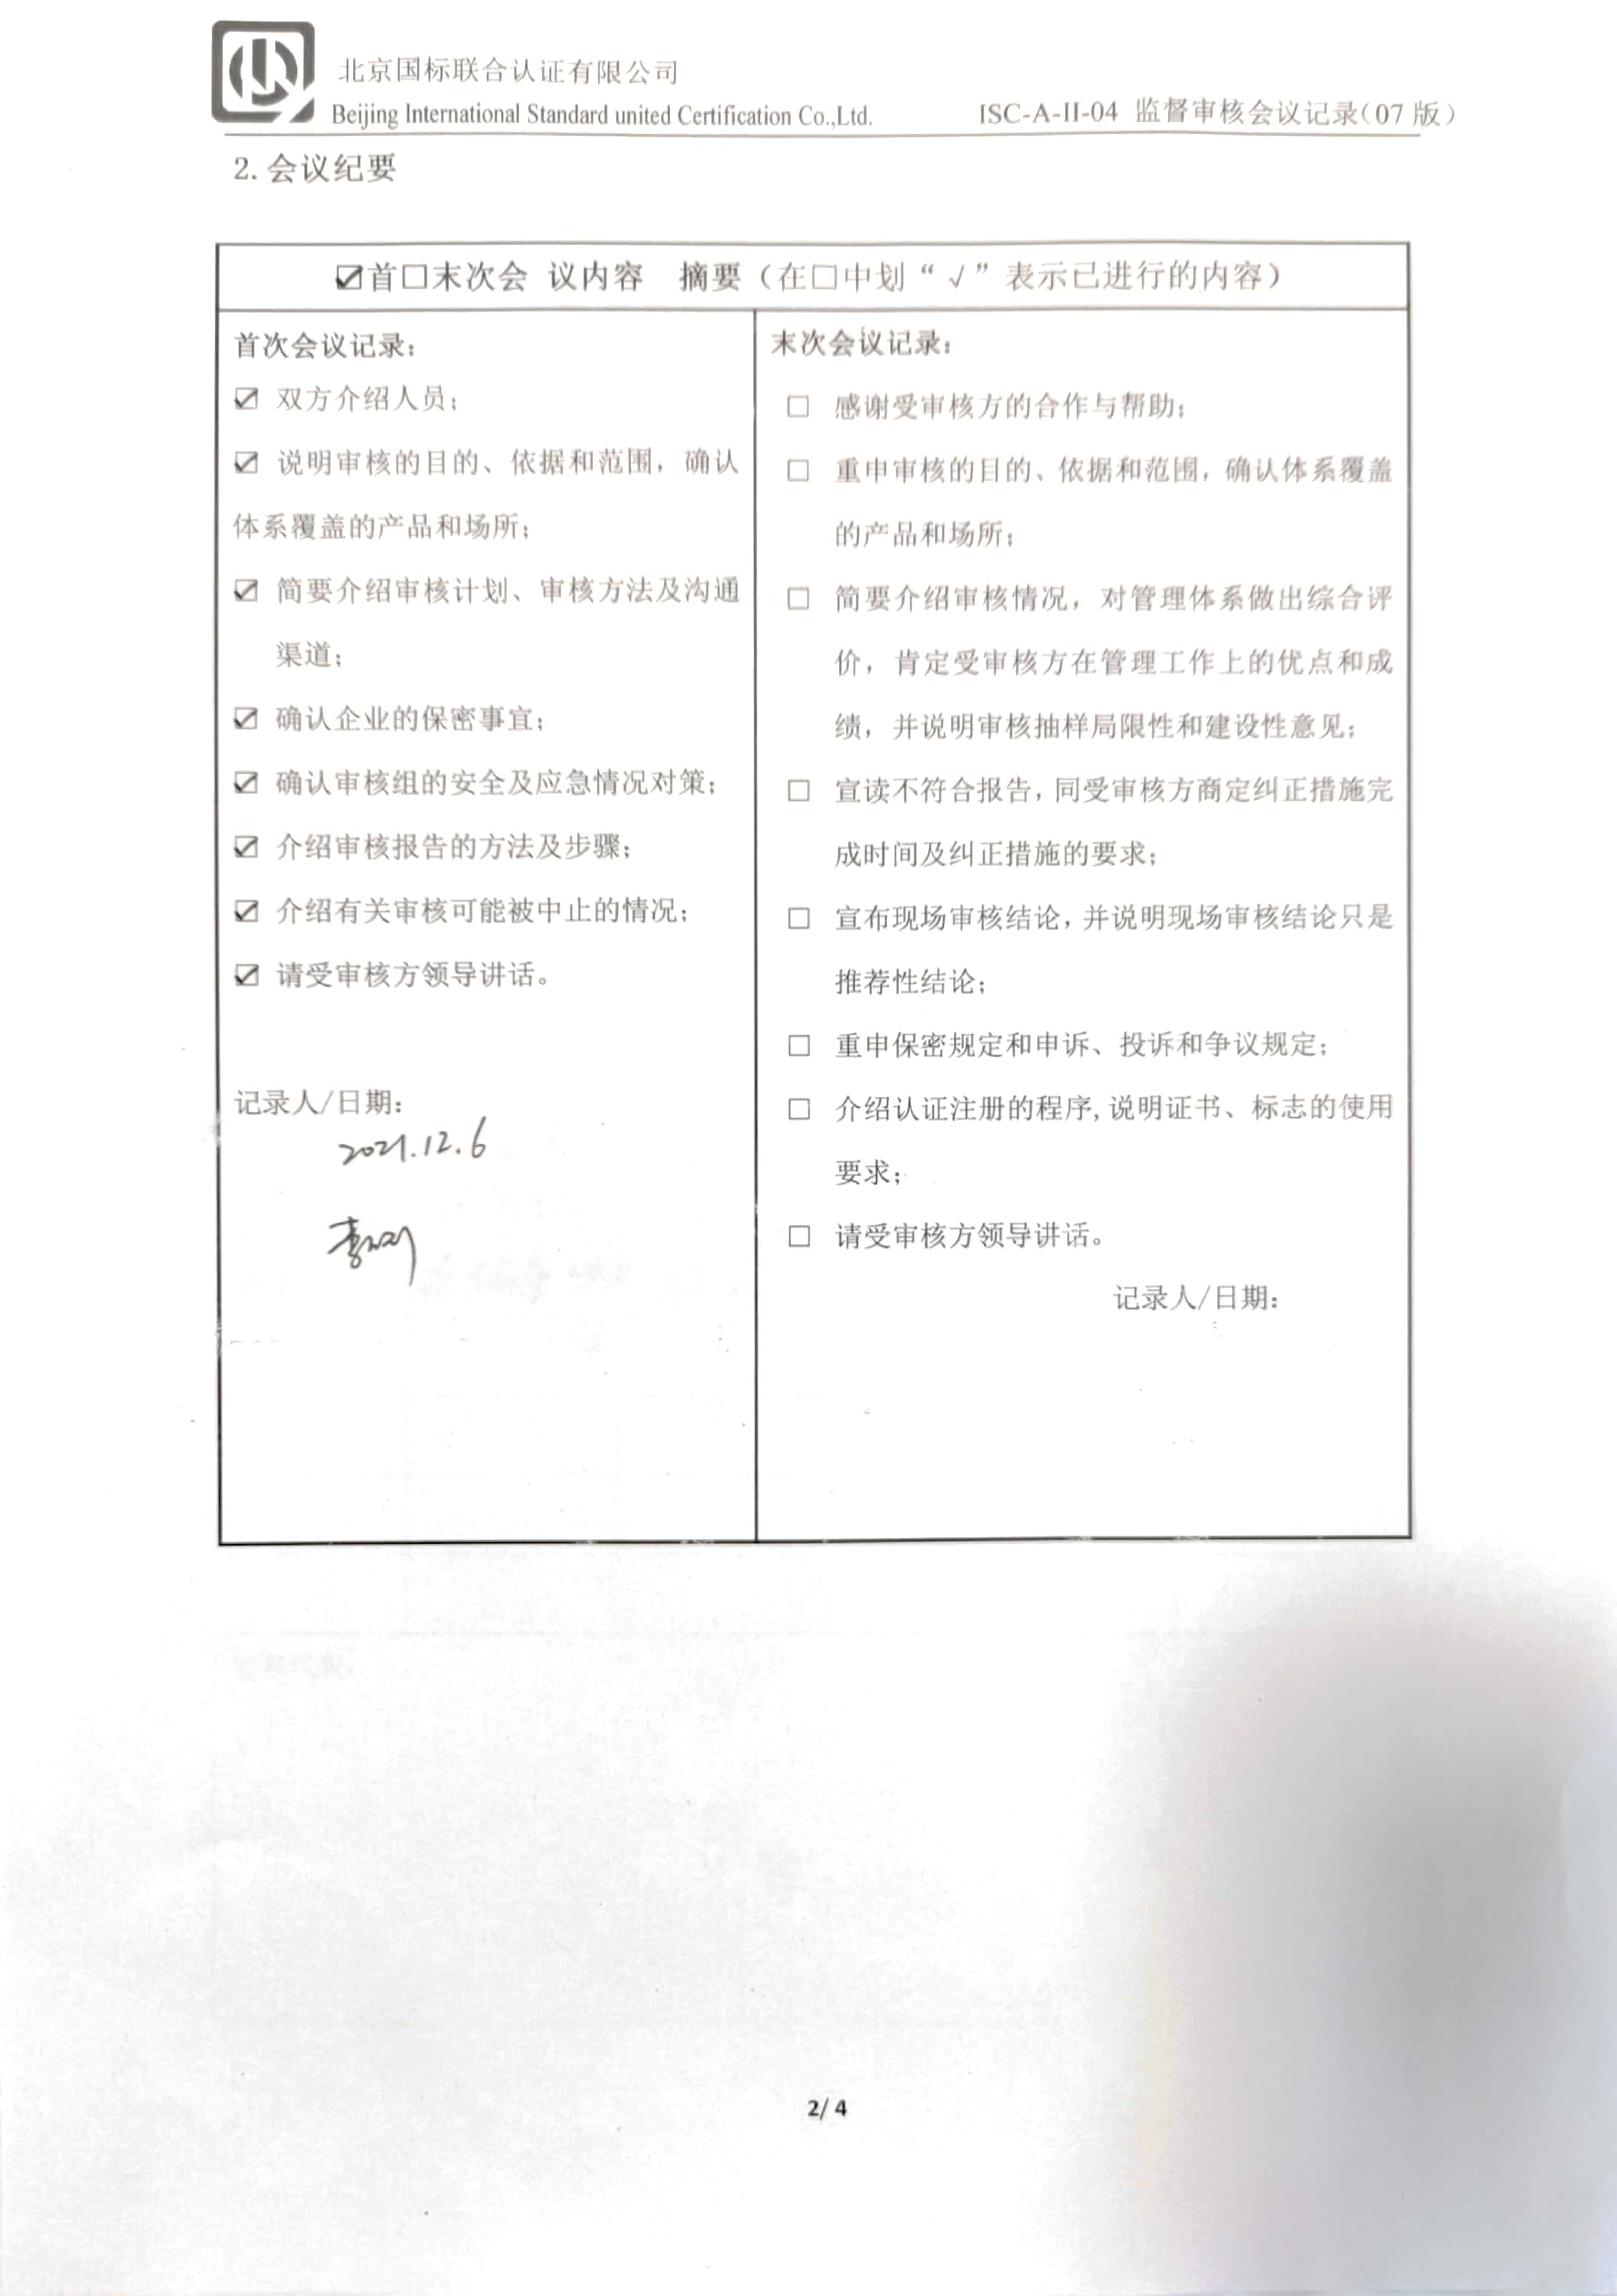 北京国标联合认证有限公司
Beijing International Standard united Certification Co.,Ltd.
ISC-A-II-04 监督审核会议记录(07 版)
2. 会议纪要
☑首□末次会 议内容 摘要（在□中划“√”表示已进行的内容）
首次会议记录：
☑ 双方介绍人员；
☑ 说明审核的目的、依据和范围，确认
体系覆盖的产品和场所；
☑ 简要介绍审核计划、审核方法及沟通
渠道；
☑ 确认企业的保密事宜；
☑ 确认审核组的安全及应急情况对策；
☑ 介绍审核报告的方法及步骤；
☑ 介绍有关审核可能被中止的情况；
☑ 请受审核方领导讲话。
记录人/日期：
2021.12.6
末次会议记录：
□ 感谢受审核方的合作与帮助；
□ 重申审核的目的、依据和范围，确认体系覆盖
的产品和场所；
□ 简要介绍审核情况，对管理体系做出综合评
价，肯定受审核方在管理工作上的优点和成
绩，并说明审核抽样局限性和建设性意见；
□ 宣读不符合报告，同受审核方商定纠正措施完
成时间及纠正措施的要求；
□ 宣布现场审核结论，并说明现场审核结论只是
推荐性结论；
□ 重申保密规定和申诉、投诉和争议规定；
□ 介绍认证注册的程序,说明证书、标志的使用
要求；
□ 请受审核方领导讲话。
记录人/日期：
2/ 4